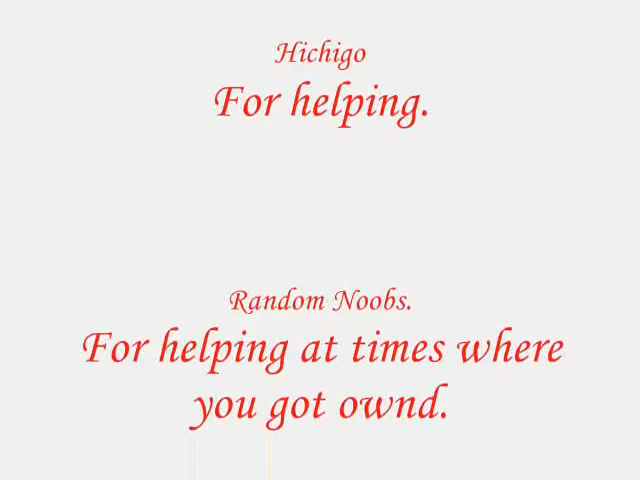 Hichigo
For helping.
Random Noobs.
For helping at times where
you got ownd.